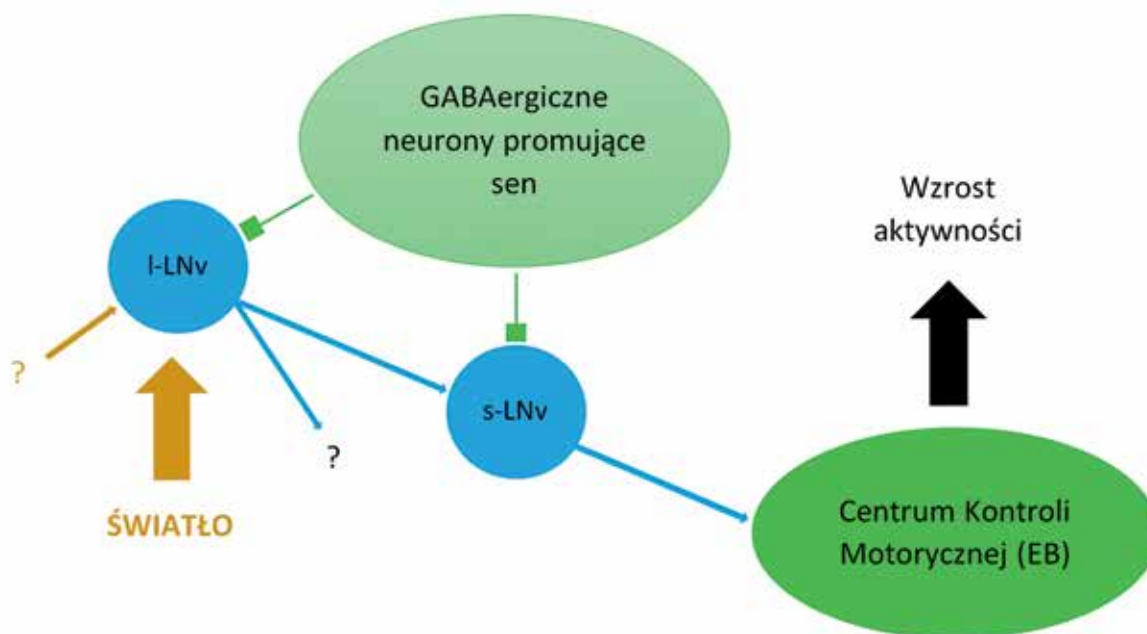 GABAergiczne
neurony promujące
sen
Wzrost
aktywności
l-LNv
?
s-LNv
?
ŚWIATŁO
Centrum Kontroli
Motorycznej (EB)